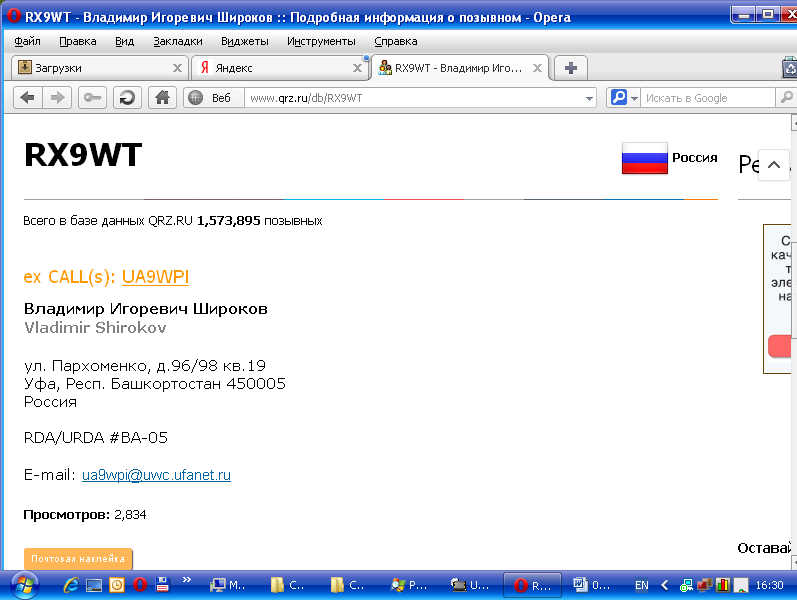 RX9WT - Владимир Игоревич Широков :: Подробная информация о позывном - Opera
Файл Правка Вид Закладки Виджеты Инструменты Справка
Загрузки Яндекс RX9WT - Владимир Иго...
Веб www.qrz.ru/db/RX9WT Искать в Google
RX9WT
Россия
Всего в базе данных QRZ.RU 1,573,895 позывных
ex CALL(s): UA9WPI
Владимир Игоревич Широков
Vladimir Shirokov
ул. Пархоменко, д.96/98 кв.19
Уфа, Респ. Башкортостан 450005
Россия
RDA/URDA #BA-05
E-mail: ua9wpi@uwc.ufanet.ru
Просмотров: 2,834
Почтовая наклейка
Оставай
M... C... C... P... U... R... O... EN 16:30